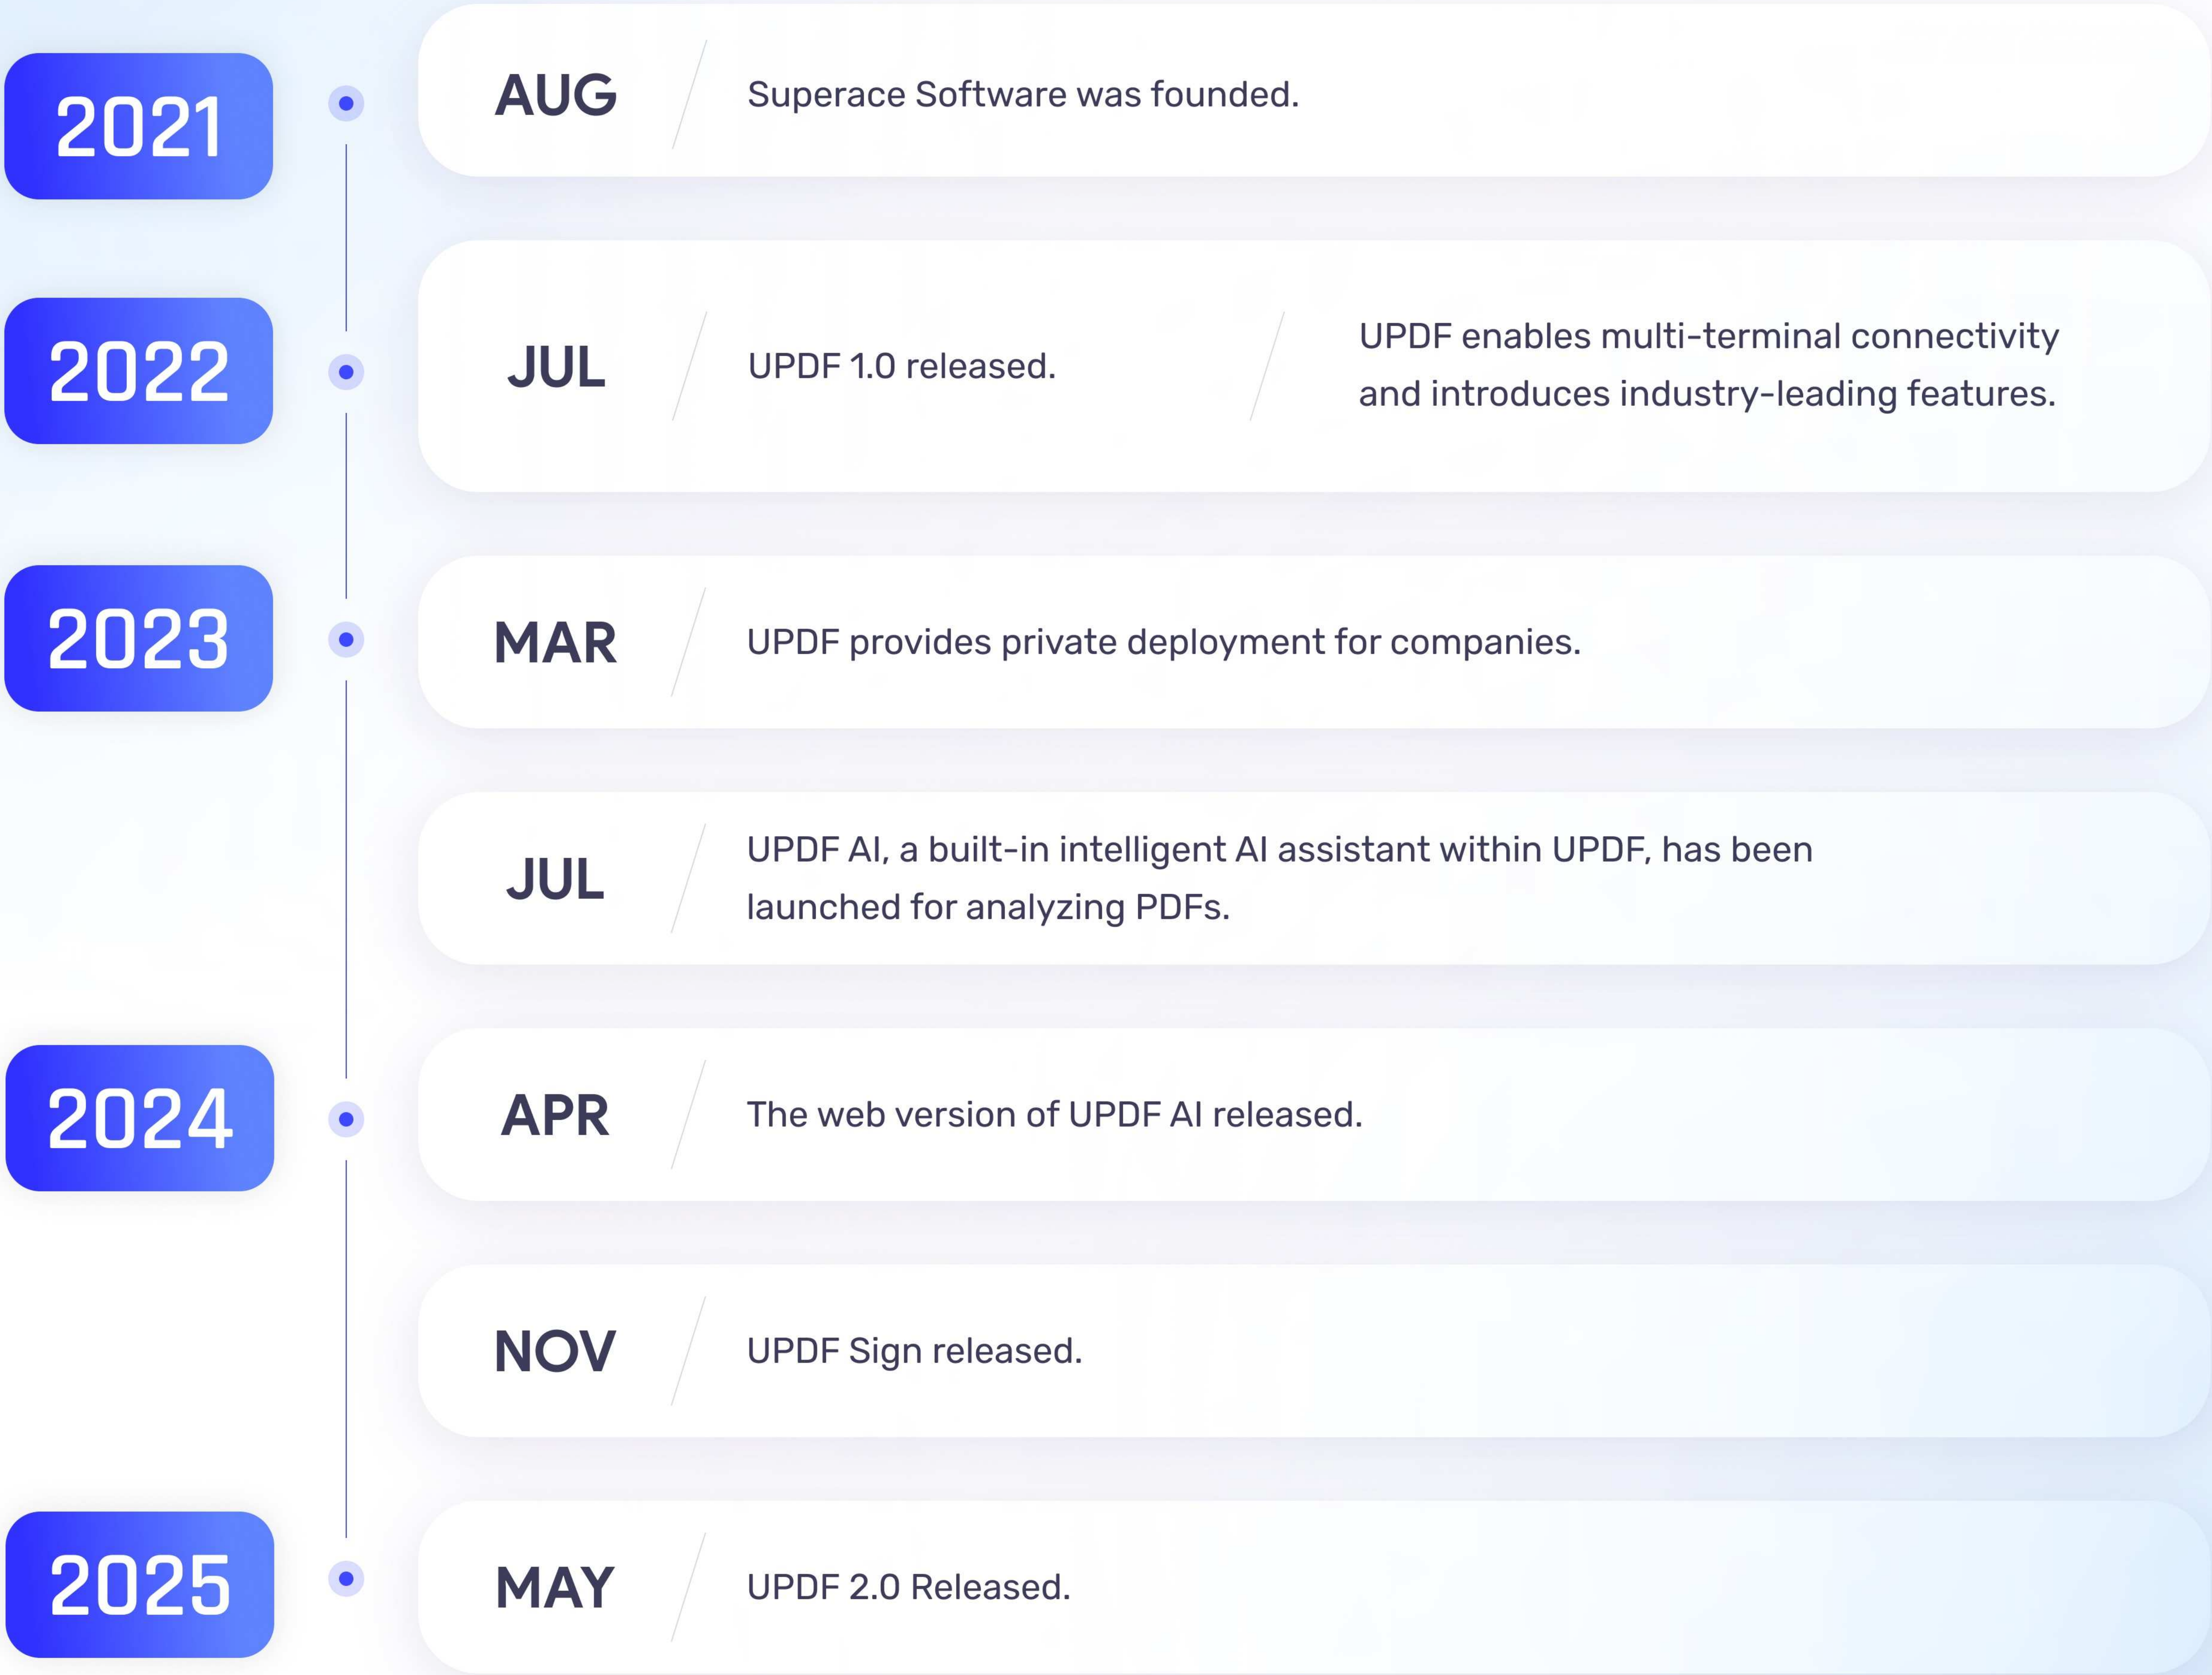 2021
AUG
Superace Software was founded.
2022
JUL
UPDF 1.0 released.
UPDF enables multi-terminal connectivity
and introduces industry-leading features.
2023
MAR
UPDF provides private deployment for companies.
JUL
UPDF AI, a built-in intelligent AI assistant within UPDF, has been
launched for analyzing PDFs.
2024
APR
The web version of UPDF AI released.
NOV
UPDF Sign released.
2025
MAY
UPDF 2.0 Released.